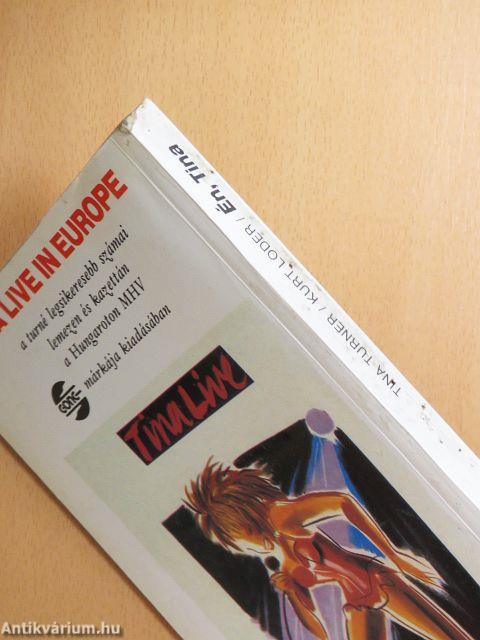 TINA TURNER / KURT LODER / Én, Tina
A LIVE IN EUROPE
a turné legsikeresebb számai
lemezen és kazettán
a Hungaroton MHV
GONG
márkája kiadásában
Tina Live
Antikvárium.hu